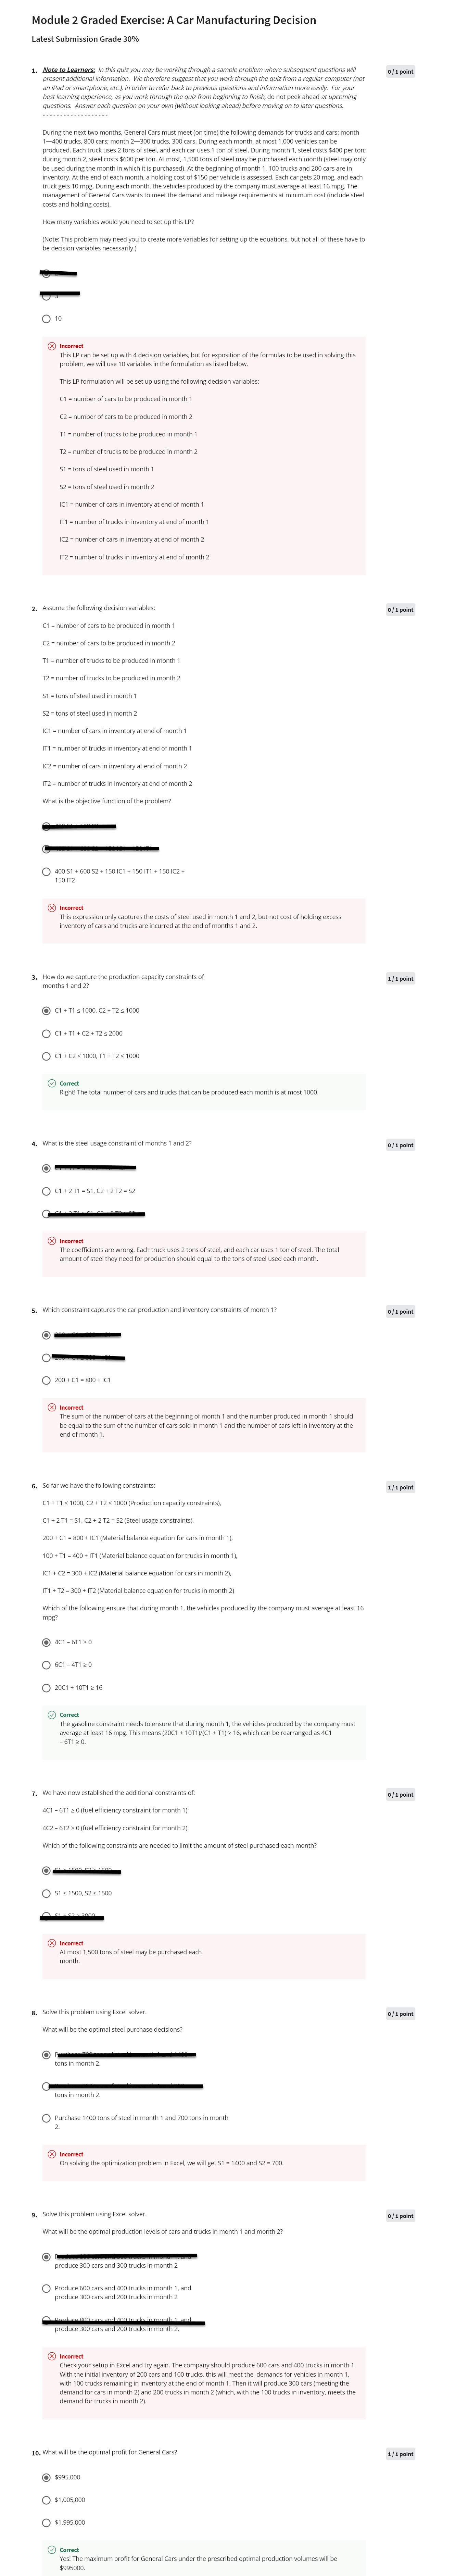 Module 2 Graded Exercise: A Car Manufacturing Decision
Latest Submission Grade 30%
1. Note to Learners: In this quiz you may be working through a sample problem where subsequent questions will
0 / 1 point
present additional information. We therefore suggest that you work through the quiz from a regular computer (not
an iPad or smartphone, etc.), in order to refer back to previous questions and information more easily. For your
best learning experience, as you work through the quiz from beginning to finish, do not peek ahead at upcoming
questions. Answer each question on your own (without looking ahead) before moving on to later questions.
- - - - - - - - - - - - - - - - - - -
During the next two months, General Cars must meet (on time) the following demands for trucks and cars: month
1—400 trucks, 800 cars; month 2—300 trucks, 300 cars. During each month, at most 1,000 vehicles can be
produced. Each truck uses 2 tons of steel, and each car uses 1 ton of steel. During month 1, steel costs $400 per ton;
during month 2, steel costs $600 per ton. At most, 1,500 tons of steel may be purchased each month (steel may only
be used during the month in which it is purchased). At the beginning of month 1, 100 trucks and 200 cars are in
inventory. At the end of each month, a holding cost of $150 per vehicle is assessed. Each car gets 20 mpg, and each
truck gets 10 mpg. During each month, the vehicles produced by the company must average at least 16 mpg. The
management of General Cars wants to meet the demand and mileage requirements at minimum cost (include steel
costs and holding costs).
How many variables would you need to set up this LP?
(Note: This problem may need you to create more variables for setting up the equations, but not all of these have to
be decision variables necessarily.)
10
Incorrect
This LP can be set up with 4 decision variables, but for exposition of the formulas to be used in solving this
problem, we will use 10 variables in the formulation as listed below.
This LP formulation will be set up using the following decision variables:
C1 = number of cars to be produced in month 1
C2 = number of cars to be produced in month 2
T1 = number of trucks to be produced in month 1
T2 = number of trucks to be produced in month 2
S1 = tons of steel used in month 1
S2 = tons of steel used in month 2
IC1 = number of cars in inventory at end of month 1
IT1 = number of trucks in inventory at end of month 1
IC2 = number of cars in inventory at end of month 2
IT2 = number of trucks in inventory at end of month 2
2. Assume the following decision variables:
0 / 1 point
C1 = number of cars to be produced in month 1
C2 = number of cars to be produced in month 2
T1 = number of trucks to be produced in month 1
T2 = number of trucks to be produced in month 2
S1 = tons of steel used in month 1
S2 = tons of steel used in month 2
IC1 = number of cars in inventory at end of month 1
IT1 = number of trucks in inventory at end of month 1
IC2 = number of cars in inventory at end of month 2
IT2 = number of trucks in inventory at end of month 2
What is the objective function of the problem?
400 S1 + 600 S2 + 150 IC1 + 150 IT1 + 150 IC2 +
150 IT2
Incorrect
This expression only captures the costs of steel used in month 1 and 2, but not cost of holding excess
inventory of cars and trucks are incurred at the end of months 1 and 2.
3. How do we capture the production capacity constraints of
1 / 1 point
months 1 and 2?
C1 + T1 ≤ 1000, C2 + T2 ≤ 1000
C1 + T1 + C2 + T2 ≤ 2000
C1 + C2 ≤ 1000, T1 + T2 ≤ 1000
Correct
Right! The total number of cars and trucks that can be produced each month is at most 1000.
4. What is the steel usage constraint of months 1 and 2?
0 / 1 point
C1 + 2 T1 = S1, C2 + 2 T2 = S2
Incorrect
The coefficients are wrong. Each truck uses 2 tons of steel, and each car uses 1 ton of steel. The total
amount of steel they need for production should equal to the tons of steel used each month.
5. Which constraint captures the car production and inventory constraints of month 1?
0 / 1 point
200 + C1 = 800 + IC1
Incorrect
The sum of the number of cars at the beginning of month 1 and the number produced in month 1 should
be equal to the sum of the number of cars sold in month 1 and the number of cars left in inventory at the
end of month 1.
6. So far we have the following constraints:
1 / 1 point
C1 + T1 ≤ 1000, C2 + T2 ≤ 1000 (Production capacity constraints),
C1 + 2 T1 = S1, C2 + 2 T2 = S2 (Steel usage constraints),
200 + C1 = 800 + IC1 (Material balance equation for cars in month 1),
100 + T1 = 400 + IT1 (Material balance equation for trucks in month 1),
IC1 + C2 = 300 + IC2 (Material balance equation for cars in month 2),
IT1 + T2 = 300 + IT2 (Material balance equation for trucks in month 2)
Which of the following ensure that during month 1, the vehicles produced by the company must average at least 16
mpg?
4C1 – 6T1 ≥ 0
6C1 – 4T1 ≥ 0
20C1 + 10T1 ≥ 16
Correct
The gasoline constraint needs to ensure that during month 1, the vehicles produced by the company must
average at least 16 mpg. This means (20C1 + 10T1)/(C1 + T1) ≥ 16, which can be rearranged as 4C1
– 6T1 ≥ 0.
7. We have now established the additional constraints of:
0 / 1 point
4C1 – 6T1 ≥ 0 (fuel efficiency constraint for month 1)
4C2 – 6T2 ≥ 0 (fuel efficiency constraint for month 2)
Which of the following constraints are needed to limit the amount of steel purchased each month?
S1 ≤ 1500, S2 ≤ 1500
Incorrect
At most 1,500 tons of steel may be purchased each
month.
8. Solve this problem using Excel solver.
0 / 1 point
What will be the optimal steel purchase decisions?
tons in month 2.
tons in month 2.
Purchase 1400 tons of steel in month 1 and 700 tons in month
2.
Incorrect
On solving the optimization problem in Excel, we will get S1 = 1400 and S2 = 700.
9. Solve this problem using Excel solver.
0 / 1 point
What will be the optimal production levels of cars and trucks in month 1 and month 2?
produce 300 cars and 300 trucks in month 2
Produce 600 cars and 400 trucks in month 1, and
produce 300 cars and 200 trucks in month 2
Produce 800 cars and 400 trucks in month 1, and
produce 300 cars and 200 trucks in month 2.
Incorrect
Check your setup in Excel and try again. The company should produce 600 cars and 400 trucks in month 1.
With the initial inventory of 200 cars and 100 trucks, this will meet the demands for vehicles in month 1,
with 100 trucks remaining in inventory at the end of month 1. Then it will produce 300 cars (meeting the
demand for cars in month 2) and 200 trucks in month 2 (which, with the 100 trucks in inventory, meets the
demand for trucks in month 2).
10. What will be the optimal profit for General Cars?
1 / 1 point
$995,000
$1,005,000
$1,995,000
Correct
Yes! The maximum profit for General Cars under the prescribed optimal production volumes will be
$995000.